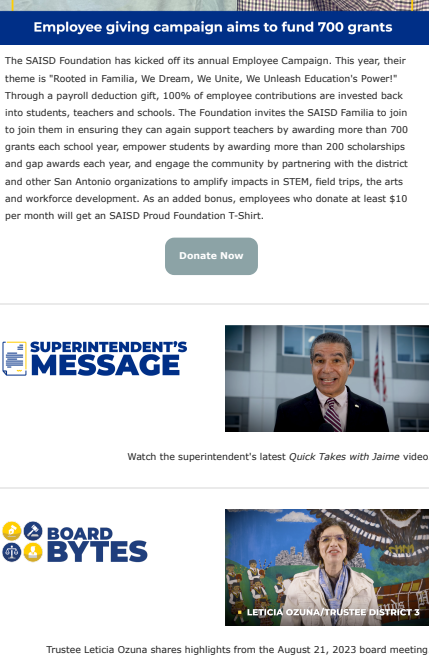 Employee giving campaign aims to fund 700 grants
The SAISD Foundation has kicked off its annual Employee Campaign. This year, their
theme is "Rooted in Familia, We Dream, We Unite, We Unleash Education's Power!"
Through a payroll deduction gift, 100% of employee contributions are invested back
into students, teachers and schools. The Foundation invites the SAISD Familia to join
to join them in ensuring they can again support teachers by awarding more than 700
grants each school year, empower students by awarding more than 200 scholarships
and gap awards each year, and engage the community by partnering with the district
and other San Antonio organizations to amplify impacts in STEM, field trips, the arts
and workforce development. As an added bonus, employees who donate at least $10
per month will get an SAISD Proud Foundation T-Shirt.
Donate Now
SUPERINTENDENT'S
MESSAGE
Watch the superintendent's latest Quick Takes with Jaime video
BOARD
BYTES
LETICIA OZUNA/TRUSTEE DISTRICT 3
Trustee Leticia Ozuna shares highlights from the August 21, 2023 board meeting